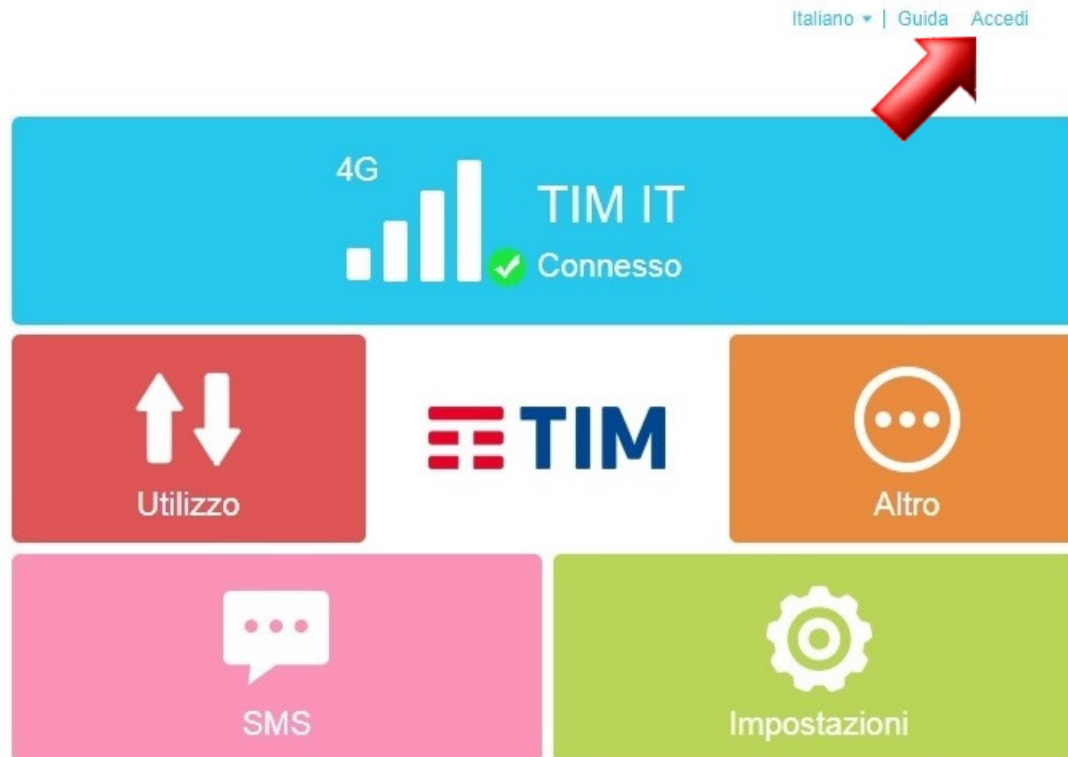 Italiano | Guida Accedi
4G
TIM IT
Connesso
Utilizzo
TIM
Altro
SMS
Impostazioni